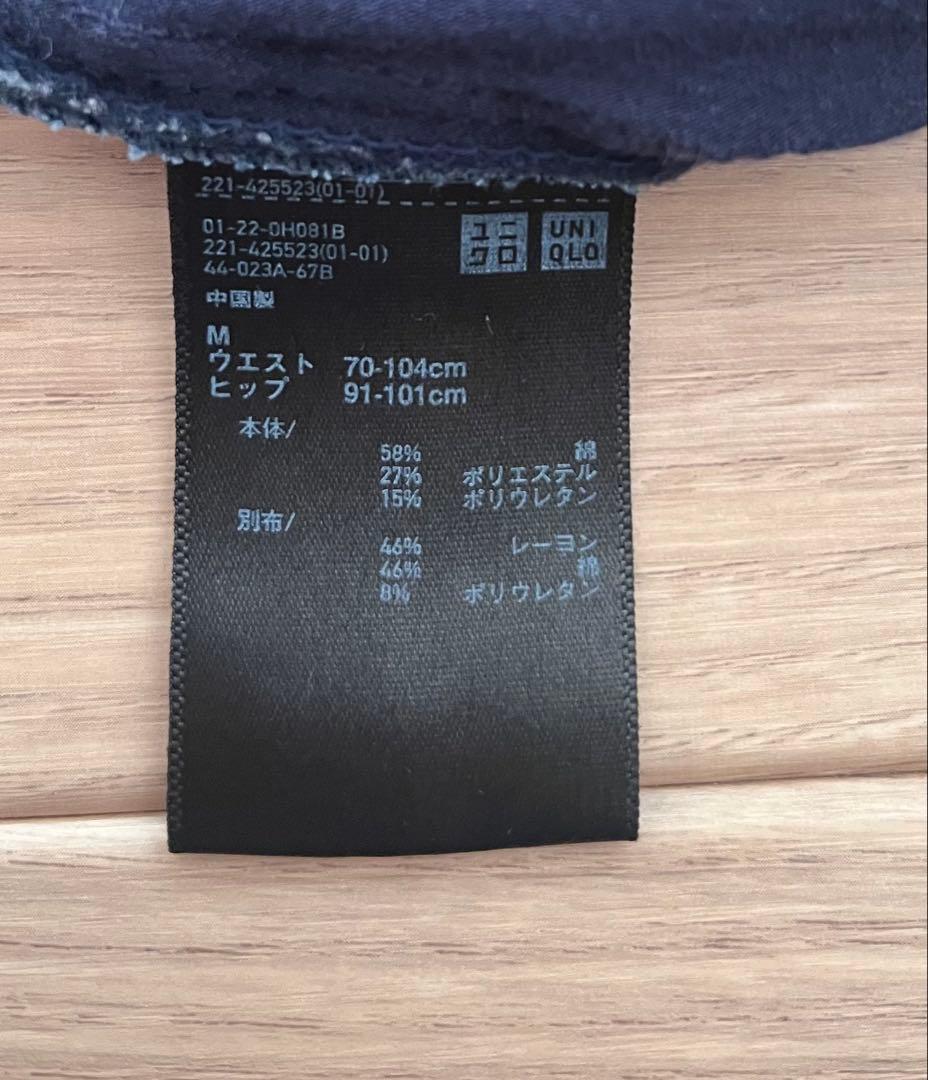 221-425523(01-01)
01-22-0H081B
221-425523(01-01)
44-023A-67B
ユニ
クロ
UNI
QLO
中国製
M
ウエスト 70-104cm
ヒップ 91-101cm
本体/
58% 綿
27% ポリエステル
15% ポリウレタン
別布/
46% レーヨン
46% 綿
8% ポリウレタン